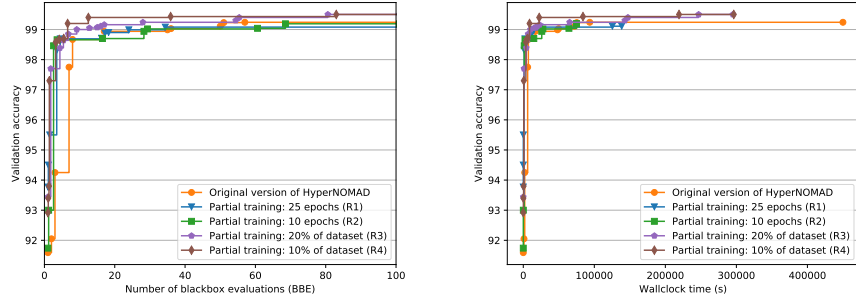 99
98
97
96
95
94
93
92
Validation accuracy
0
20
40
60
80
100
Number of blackbox evaluations (BBE)
Original version of HyperNOMAD
Partial training: 25 epochs (R1)
Partial training: 10 epochs (R2)
Partial training: 20% of dataset (R3)
Partial training: 10% of dataset (R4)
99
98
97
96
95
94
93
92
Validation accuracy
0
100000
200000
300000
400000
Wallclock time (s)
Original version of HyperNOMAD
Partial training: 25 epochs (R1)
Partial training: 10 epochs (R2)
Partial training: 20% of dataset (R3)
Partial training: 10% of dataset (R4)